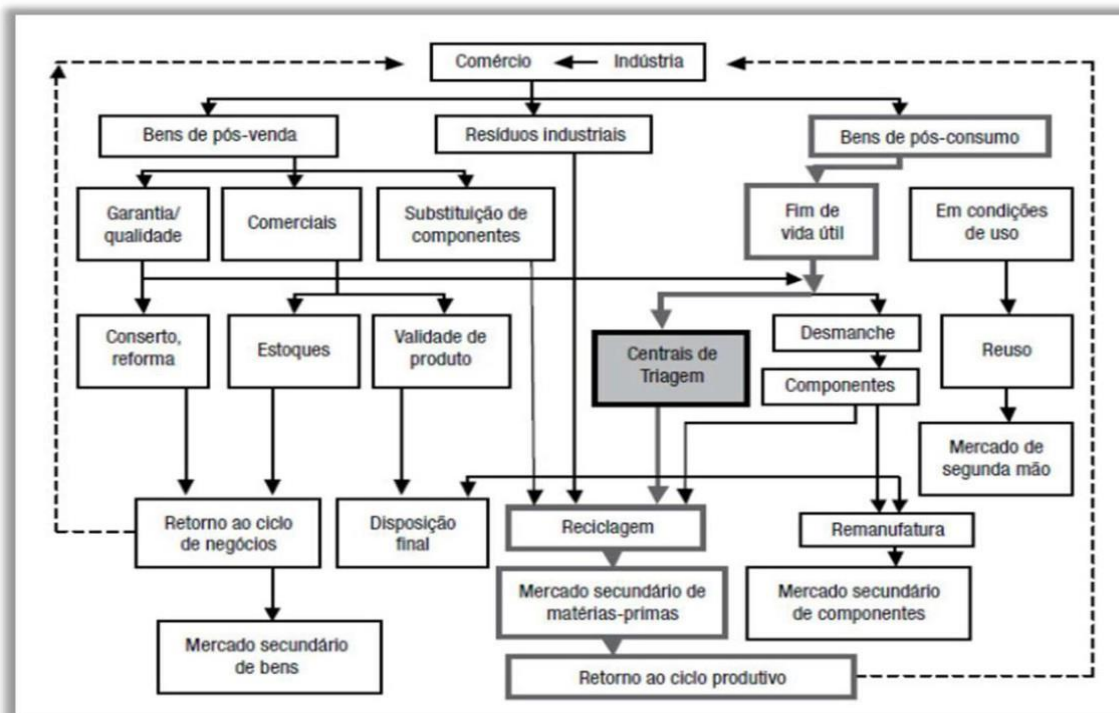 Comércio Indústria
Bens de pós-venda
Resíduos industriais
Bens de pós-consumo
Garantia/
qualidade
Comerciais
Substituição de
componentes
Fim de
vida útil
Em condições
de uso
Conserto,
reforma
Estoques
Validade de
produto
Centrais de
Triagem
Desmanche
Componentes
Reuso
Mercado de
segunda mão
Retorno ao ciclo
de negócios
Disposição
final
Reciclagem
Remanufatura
Mercado secundário de
matérias-primas
Mercado secundário
de componentes
Mercado secundário
de bens
Retorno ao ciclo produtivo